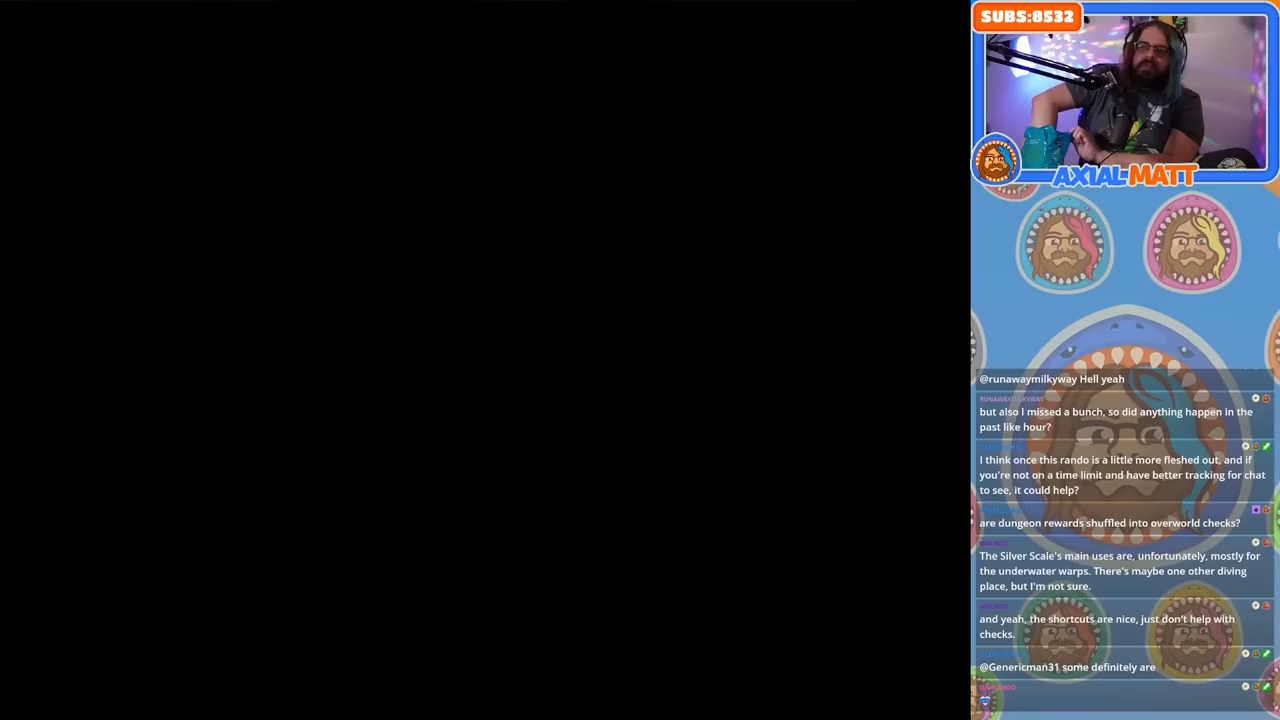 SUBS:8532
AXIAL MATT
@runawaymilkyway Hell yeah
RUNAWAYMILKYWAY
but also I missed a bunch, so did anything happen in the
past like hour?
I think once this rando is a little more fleshed out, and if
you're not on a time limit and have better tracking for chat
to see, it could help?
are dungeon rewards shuffled into overworld checks?
The Silver Scale's main uses are, unfortunately, mostly for
the underwater warps. There's maybe one other diving
place, but I'm not sure.
and yeah, the shortcuts are nice, just don't help with
checks.
@Genericman31 some definitely are